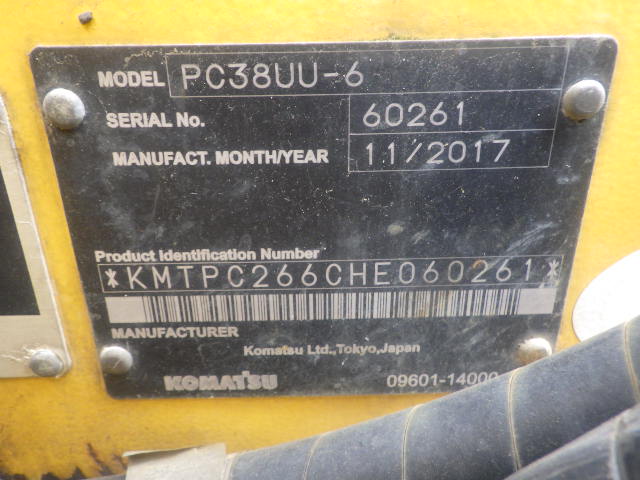 MODEL PC38UU-6
SERIAL No. 60261
MANUFACT. MONTH/YEAR 11/2017
Product Identification Number
*KMTPC266CHE060261*
MANUFACTURER
Komatsu Ltd.,Tokyo,Japan
KOMATSU 09601-14000